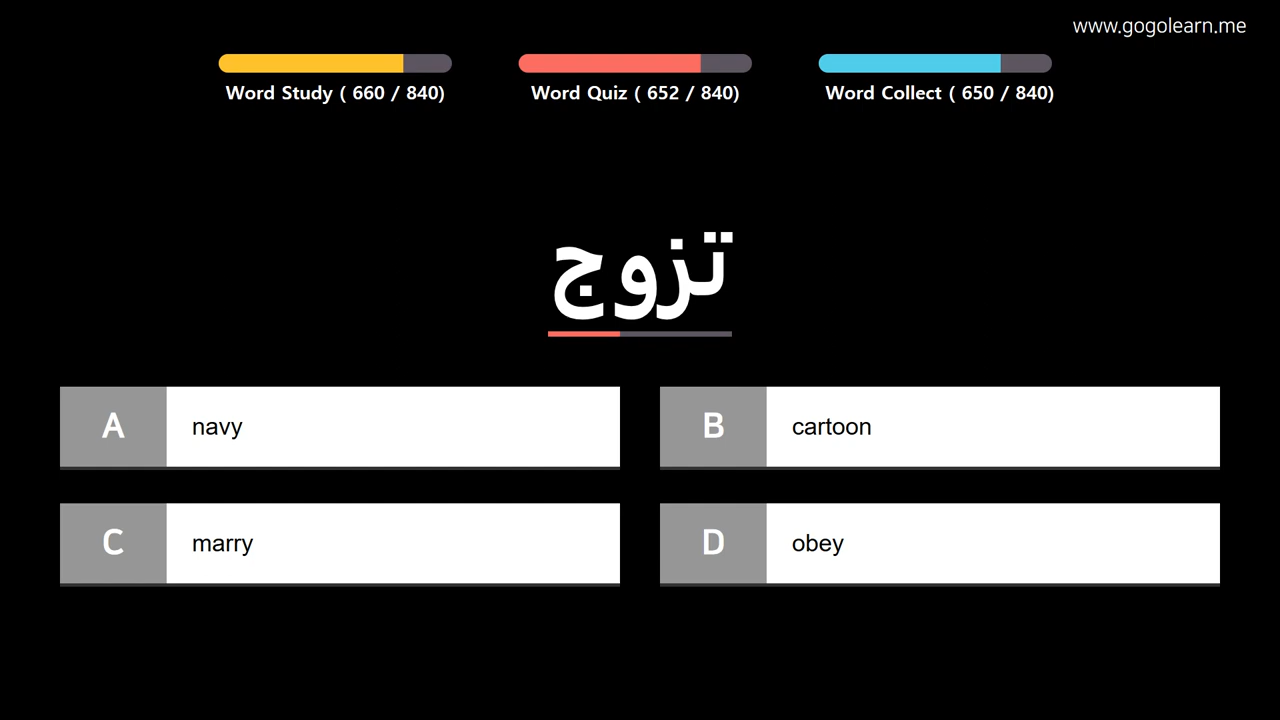 www.gogolearn.me
Word Study ( 660 / 840)
Word Quiz ( 652 / 840)
Word Collect ( 650 / 840)
تزوج
A navy
B cartoon
C marry
D obey